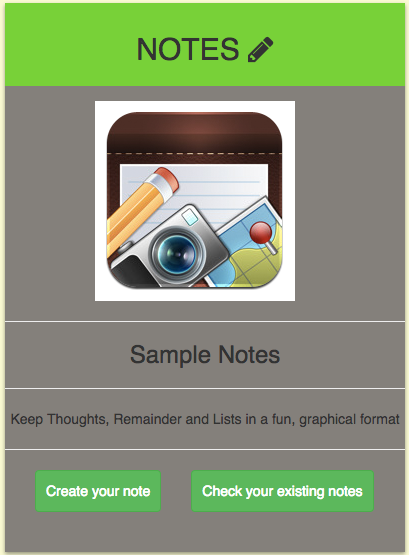 NOTES
Sample Notes
Keep Thoughts, Remainder and Lists in a fun, graphical format
Create your note
Check your existing notes